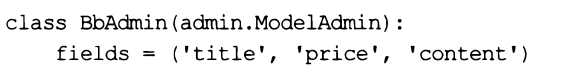 class BbAdmin(admin.ModelAdmin):
    fields = ('title', 'price', 'content')